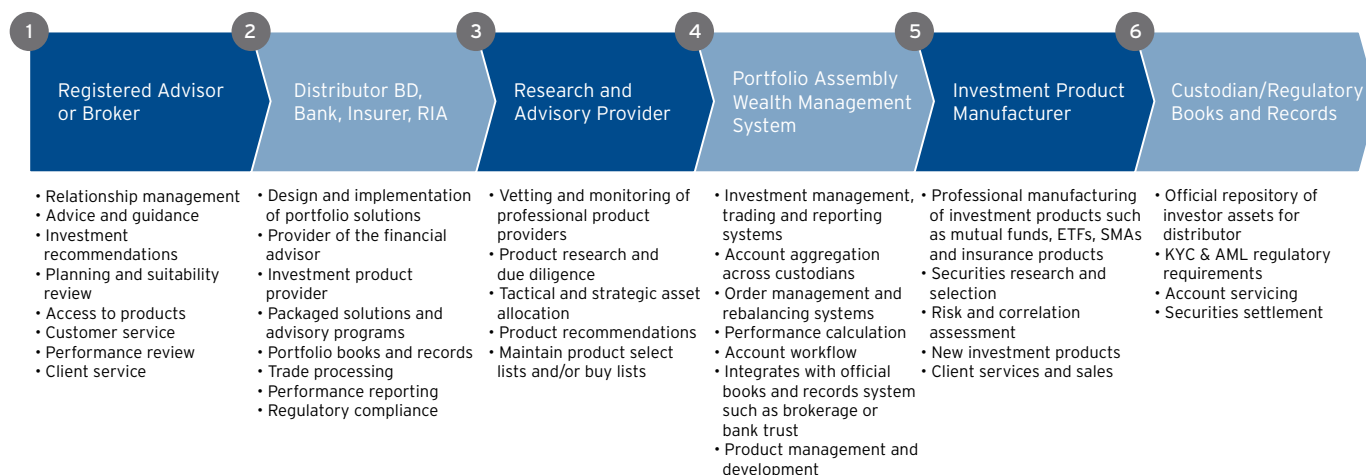 1
2
3
4
5
6
Registered Advisor
or Broker
Distributor BD,
Bank, Insurer, RIA
Research and
Advisory Provider
Portfolio Assembly
Wealth Management
System
Investment Product
Manufacturer
Custodian/Regulatory
Books and Records
• Relationship management
• Advice and guidance
• Investment
recommendations
• Planning and suitability
review
• Access to products
• Customer service
• Performance review
• Client service
• Design and implementation
of portfolio solutions
• Provider of the financial
advisor
• Investment product
provider
• Packaged solutions and
advisory programs
• Portfolio books and records
• Trade processing
• Performance reporting
• Regulatory compliance
• Vetting and monitoring of
professional product
providers
• Product research and
due diligence
• Tactical and strategic asset
allocation
• Product recommendations
• Maintain product select
lists and/or buy lists
• Investment management,
trading and reporting
systems
• Account aggregation
across custodians
• Order management and
rebalancing systems
• Performance calculation
• Account workflow
• Integrates with official
books and records system
such as brokerage or
bank trust
• Product management and
development
• Professional manufacturing
of investment products such
as mutual funds, ETFs, SMAs
and insurance products
• Securities research and
selection
• Risk and correlation
assessment
• New investment products
• Client services and sales
• Official repository of
investor assets for
distributor
• KYC & AML regulatory
requirements
• Account servicing
• Securities settlement